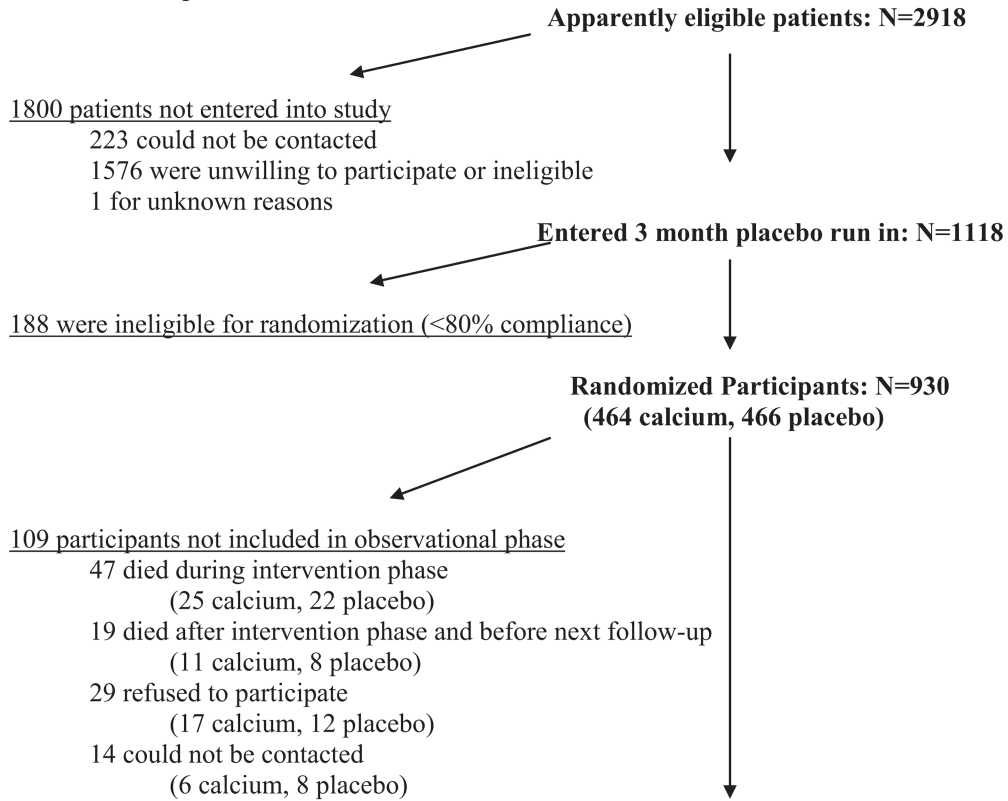 Apparently eligible patients: N=2918
1800 patients not entered into study
223 could not be contacted
1576 were unwilling to participate or ineligible
1 for unknown reasons
Entered 3 month placebo run in: N=1118
188 were ineligible for randomization (<80% compliance)
Randomized Participants: N=930
(464 calcium, 466 placebo)
109 participants not included in observational phase
47 died during intervention phase
(25 calcium, 22 placebo)
19 died after intervention phase and before next follow-up
(11 calcium, 8 placebo)
29 refused to participate
(17 calcium, 12 placebo)
14 could not be contacted
(6 calcium, 8 placebo)